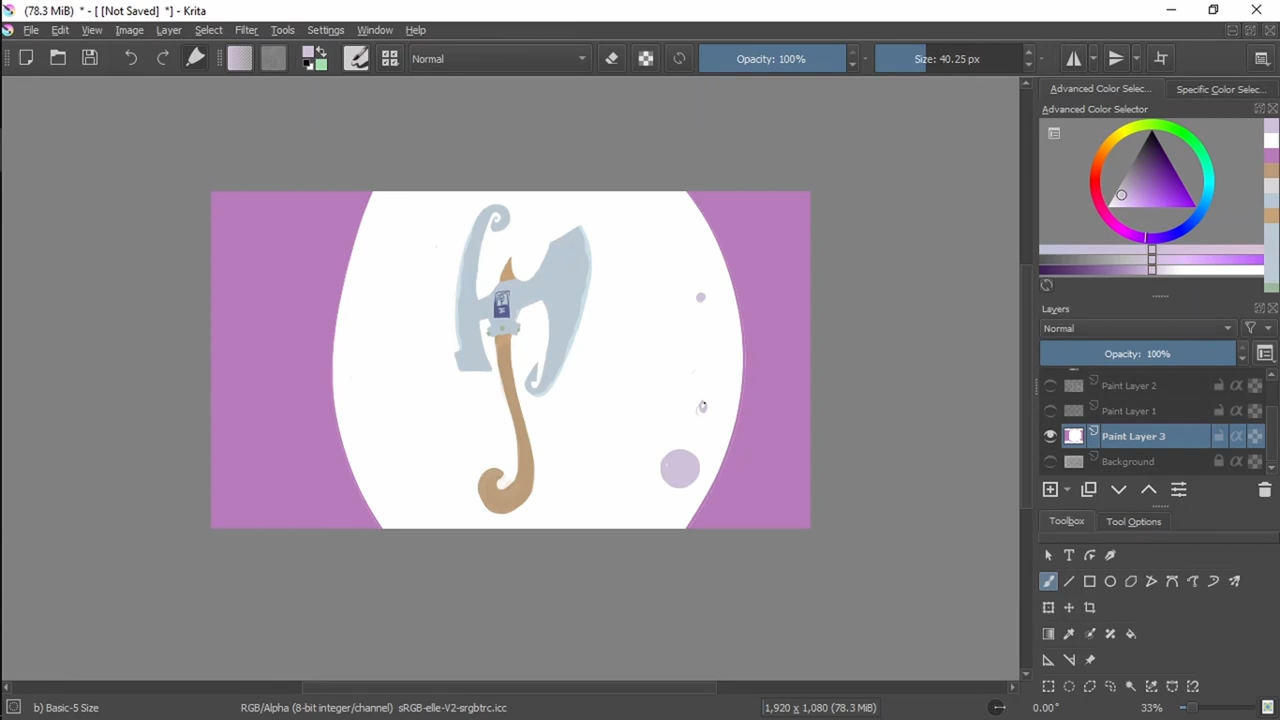 (78.3 MiB) * - [ [Not Saved] *] - Krita
File Edit View Image Layer Select Filter Tools Settings Window Help
Normal Opacity: 100% Size: 40.25 px
Advanced Color Selec... Specific Color Selec...
Advanced Color Selector
Layers
Normal
Opacity: 100%
Paint Layer 2
Paint Layer 1
Paint Layer 3
Background
Toolbox Tool Options
b) Basic-5 Size RGB/Alpha (8-bit integer/channel) sRGB-elle-V2-srgbtrc.icc 1,920 x 1,080 (78.3 MiB) 0.00° 33%